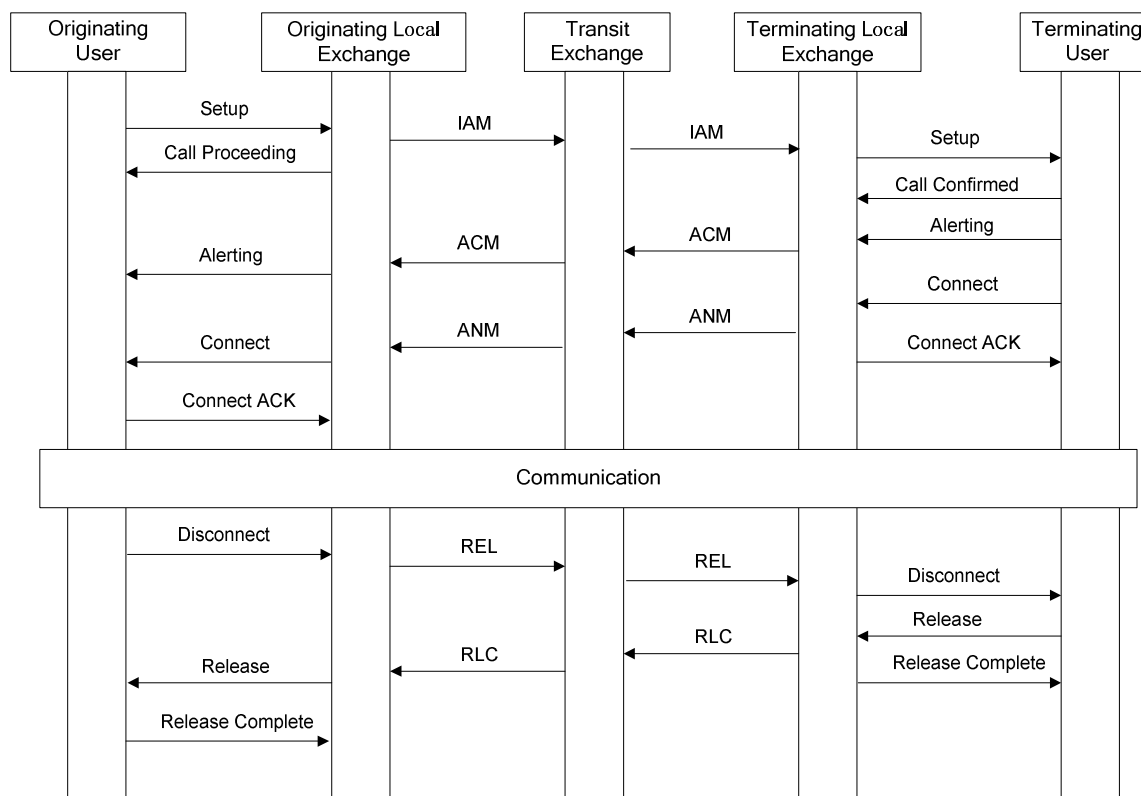 Originating
User
Originating Local
Exchange
Transit
Exchange
Terminating Local
Exchange
Terminating
User
Setup
IAM
IAM
Setup
Call Proceeding
Call Confirmed
Alerting
ACM
ACM
Alerting
Connect
ANM
ANM
Connect
Connect ACK
Connect ACK
Communication
Disconnect
REL
REL
Disconnect
Release
RLC
RLC
Release
Release Complete
Release Complete